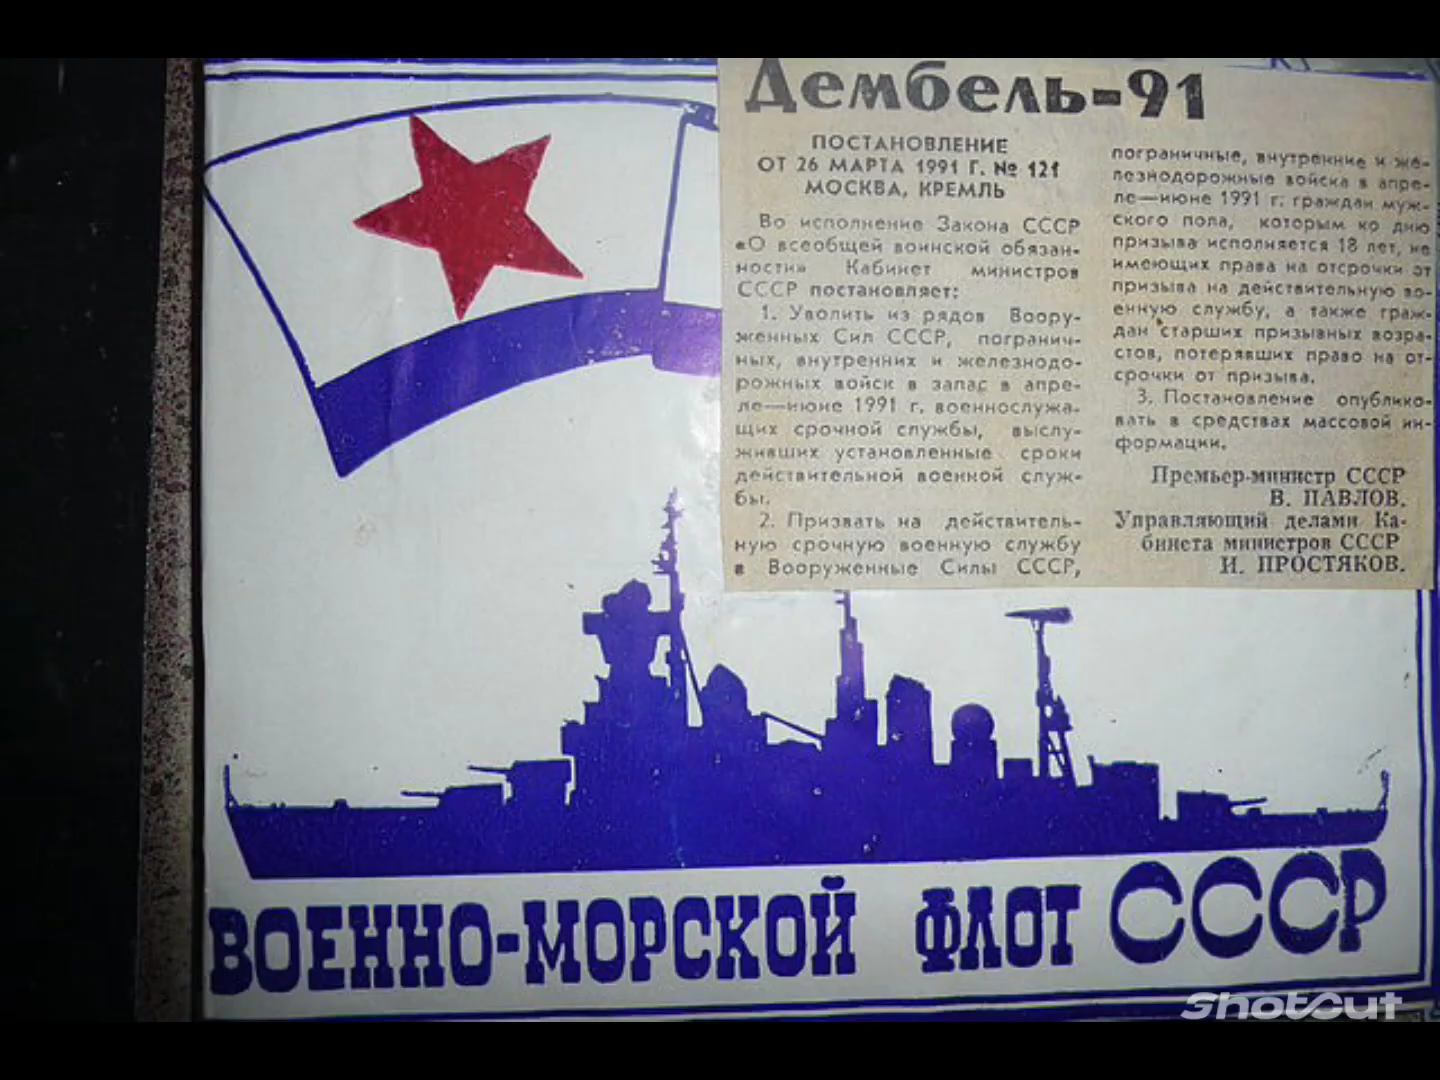 Дембель-91
ПОСТАНОВЛЕНИЕ
ОТ 26 МАРТА 1991 Г. № 121
МОСКВА, КРЕМЛЬ
Во исполнение Закона СССР
«О всеобщей воинской обязан-
ности» Кабинет министров
СССР постановляет:
1. Уволить из рядов Воору-
женных Сил СССР, погранич-
ных, внутренних и железнодо-
рожных войск в запас в апре-
ле—июне 1991 г. военнослужа-
щих срочной службы, выслу-
живших установленные сроки
действительной военной служ-
бы.
2. Призвать на действитель-
ную срочную военную службу
в Вооруженные Силы СССР,
пограничные, внутренние и же-
лезнодорожные войска в апре-
ле—июне 1991 г. граждан муж-
ского пола, которым ко дню
призыва исполняется 18 лет, не
имеющих права на отсрочки от
призыва на действительную во-
енную службу, а также граж-
дан старших призывных возра-
стов, потерявших право на от-
срочки от призыва.
3. Постановление опублико-
вать в средствах массовой ин-
формации.
Премьер-министр СССР
В. ПАВЛОВ.
Управляющий делами Ка-
бинета министров СССР
И. ПРОСТЯКОВ.
ВОЕННО-МОРСКОЙ ФЛОТ СССР
Shotcut